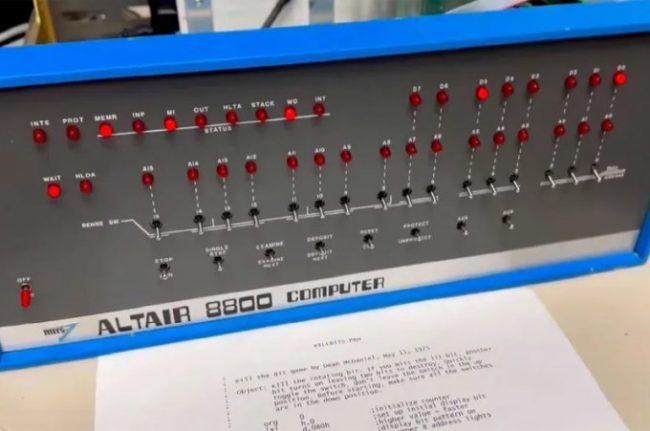 INTE PROT MEMR INP MI OUT HLTA STACK WO INT
D7 D6 D5 D4 D3 D2 D1 D0
STATUS
WAIT HLDA
A15 A14 A13 A12 A11 A10 A9 A8 A7 A6 A5 A4 A3 A2 A1 A0
SENSE SW
OFF
STOP SINGLE STEP EXAMINE DEPOSIT RESET PROTECT AUX AUX
RUN EXAMINE NEXT DEPOSIT NEXT CLR UNPROTECT
mits ALTAIR 8800 COMPUTER
KILLBITS.PRN
Kill the Bit game by Dean McDaniel, May 15, 1975
Object: Kill the rotating bit. If you miss the lit bit, another
bit turns on leaving two bits to destroy. Quickly
toggle the switch, don't leave the switch in the up
position. Before starting, make sure all the switches
are in the down position.
org 0
;initialize counter
;set up initial display bit
;higher value = faster
;display bit pattern on
8 address lights